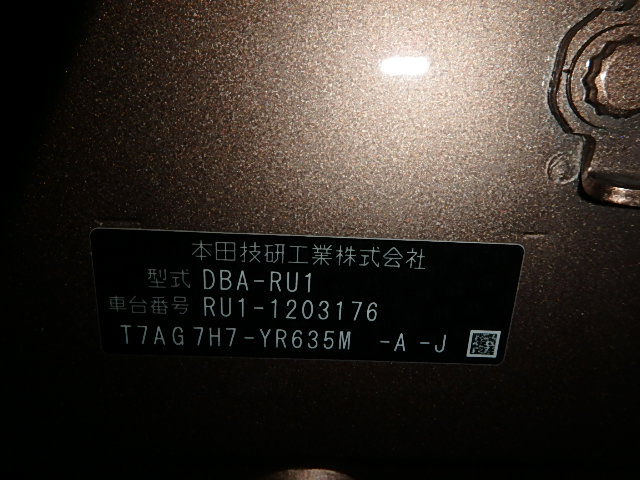 本田技研工業株式会社
型式 DBA-RU1
車台番号 RU1-1203176
T7AG7H7-YR635M -A-J